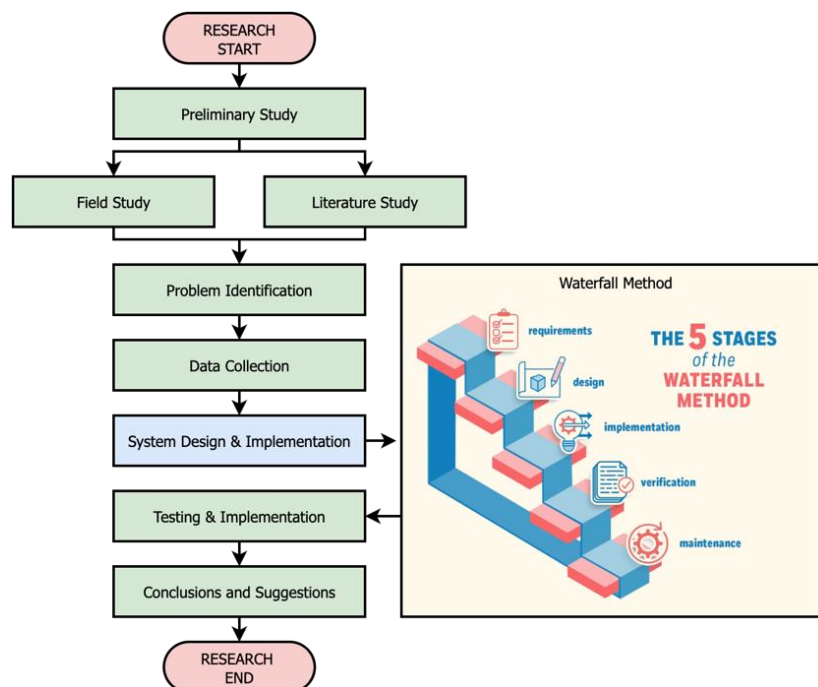 RESEARCH
START
Preliminary Study
Field Study
Literature Study
Problem Identification
Data Collection
System Design & Implementation
Waterfall Method
THE 5 STAGES
of the
WATERFALL
METHOD
requirements
design
implementation
verification
maintenance
Testing & Implementation
Conclusions and Suggestions
RESEARCH
END